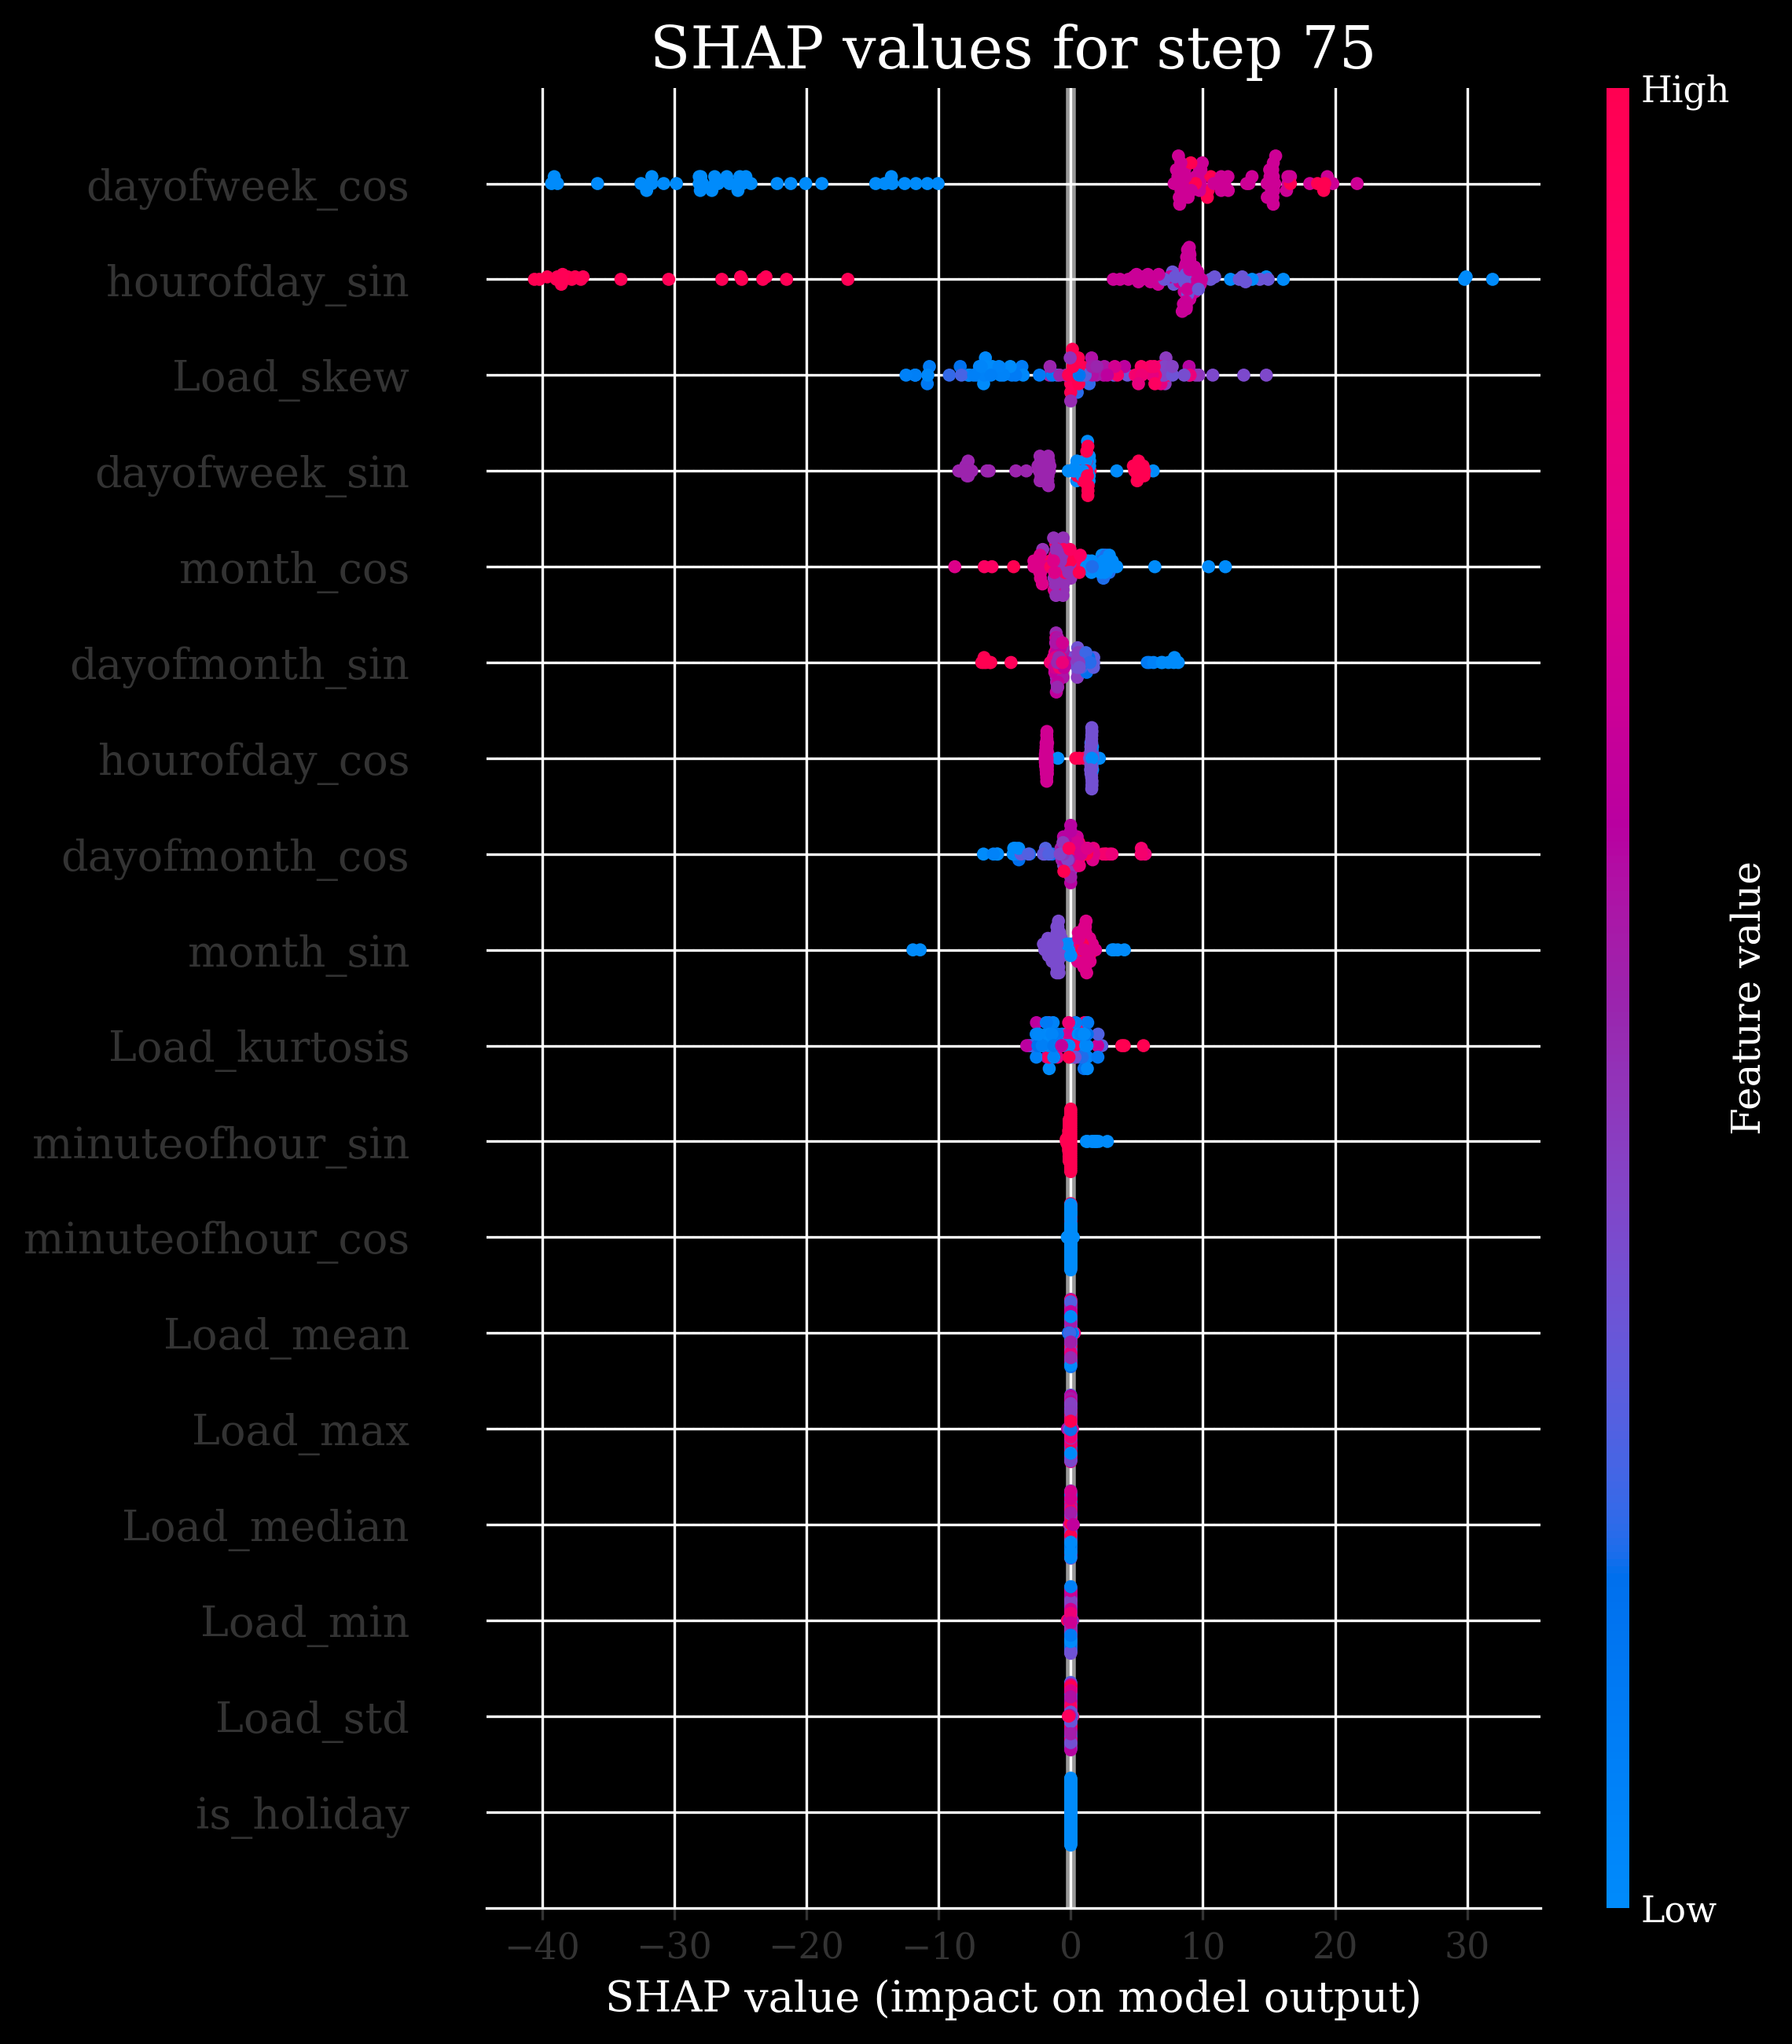 SHAP values for step 75
High
dayofweek_cos
hourofday_sin
Load_skew
dayofweek_sin
month_cos
dayofmonth_sin
hourofday_cos
dayofmonth_cos
month_sin
Load_kurtosis
minuteofhour_sin
minuteofhour_cos
Load_mean
Load_max
Load_median
Load_min
Load_std
is_holiday
Feature value
Low
−40 −30 −20 −10 0 10 20 30
SHAP value (impact on model output)